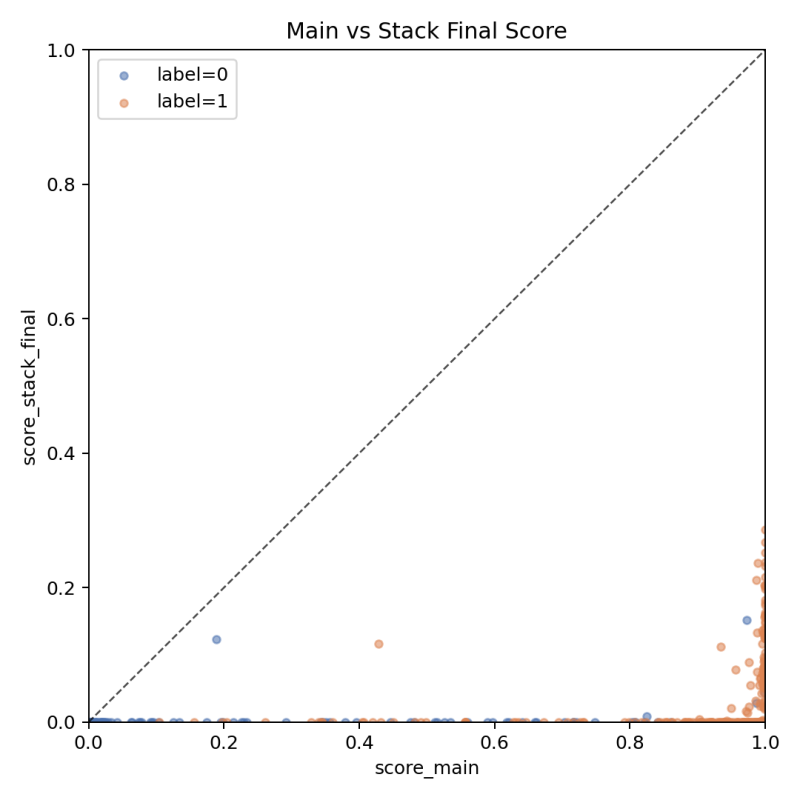 Main vs Stack Final Score
label=0
label=1
score_stack_final
1.0
0.8
0.6
0.4
0.2
0.0
0.0 0.2 0.4 0.6 0.8 1.0
score_main